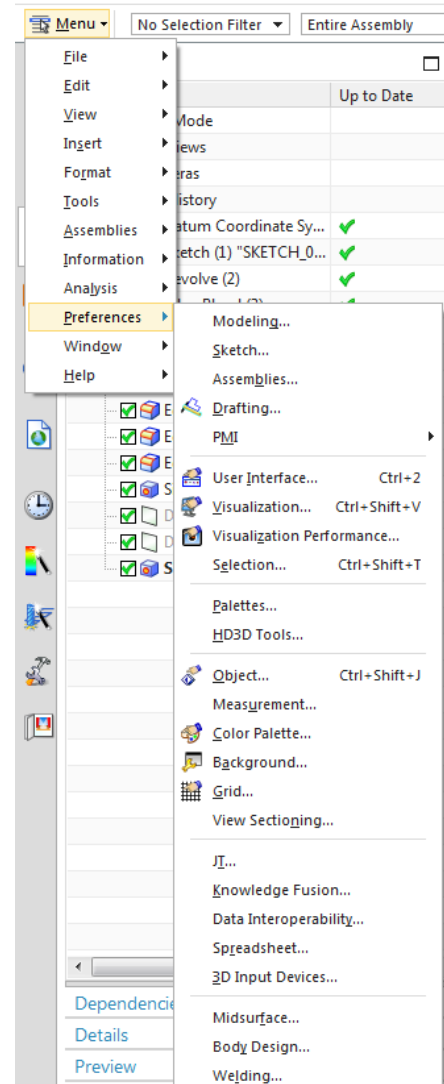 Menu No Selection Filter Entire Assembly
File
Up to Date
Edit
View
Mode
Insert
iews
Format
eras
Tools
istory
Assemblies
atum Coordinate Sy...
Information
ketch (1) "SKETCH_0...
Analysis
evolve (2)
Preferences
Window
Help
Modeling...
Sketch...
Assemblies...
Drafting...
PMI
User Interface... Ctrl+2
Visualization... Ctrl+Shift+V
Visualization Performance...
Selection... Ctrl+Shift+T
Palettes...
HD3D Tools...
Object... Ctrl+Shift+J
Measurement...
Color Palette...
Background...
Grid...
View Sectioning...
JT...
Knowledge Fusion...
Data Interoperability...
Spreadsheet...
3D Input Devices...
Midsurface...
Body Design...
Welding...
E
E
E
S
D
D
S
Dependencie
Details
Preview